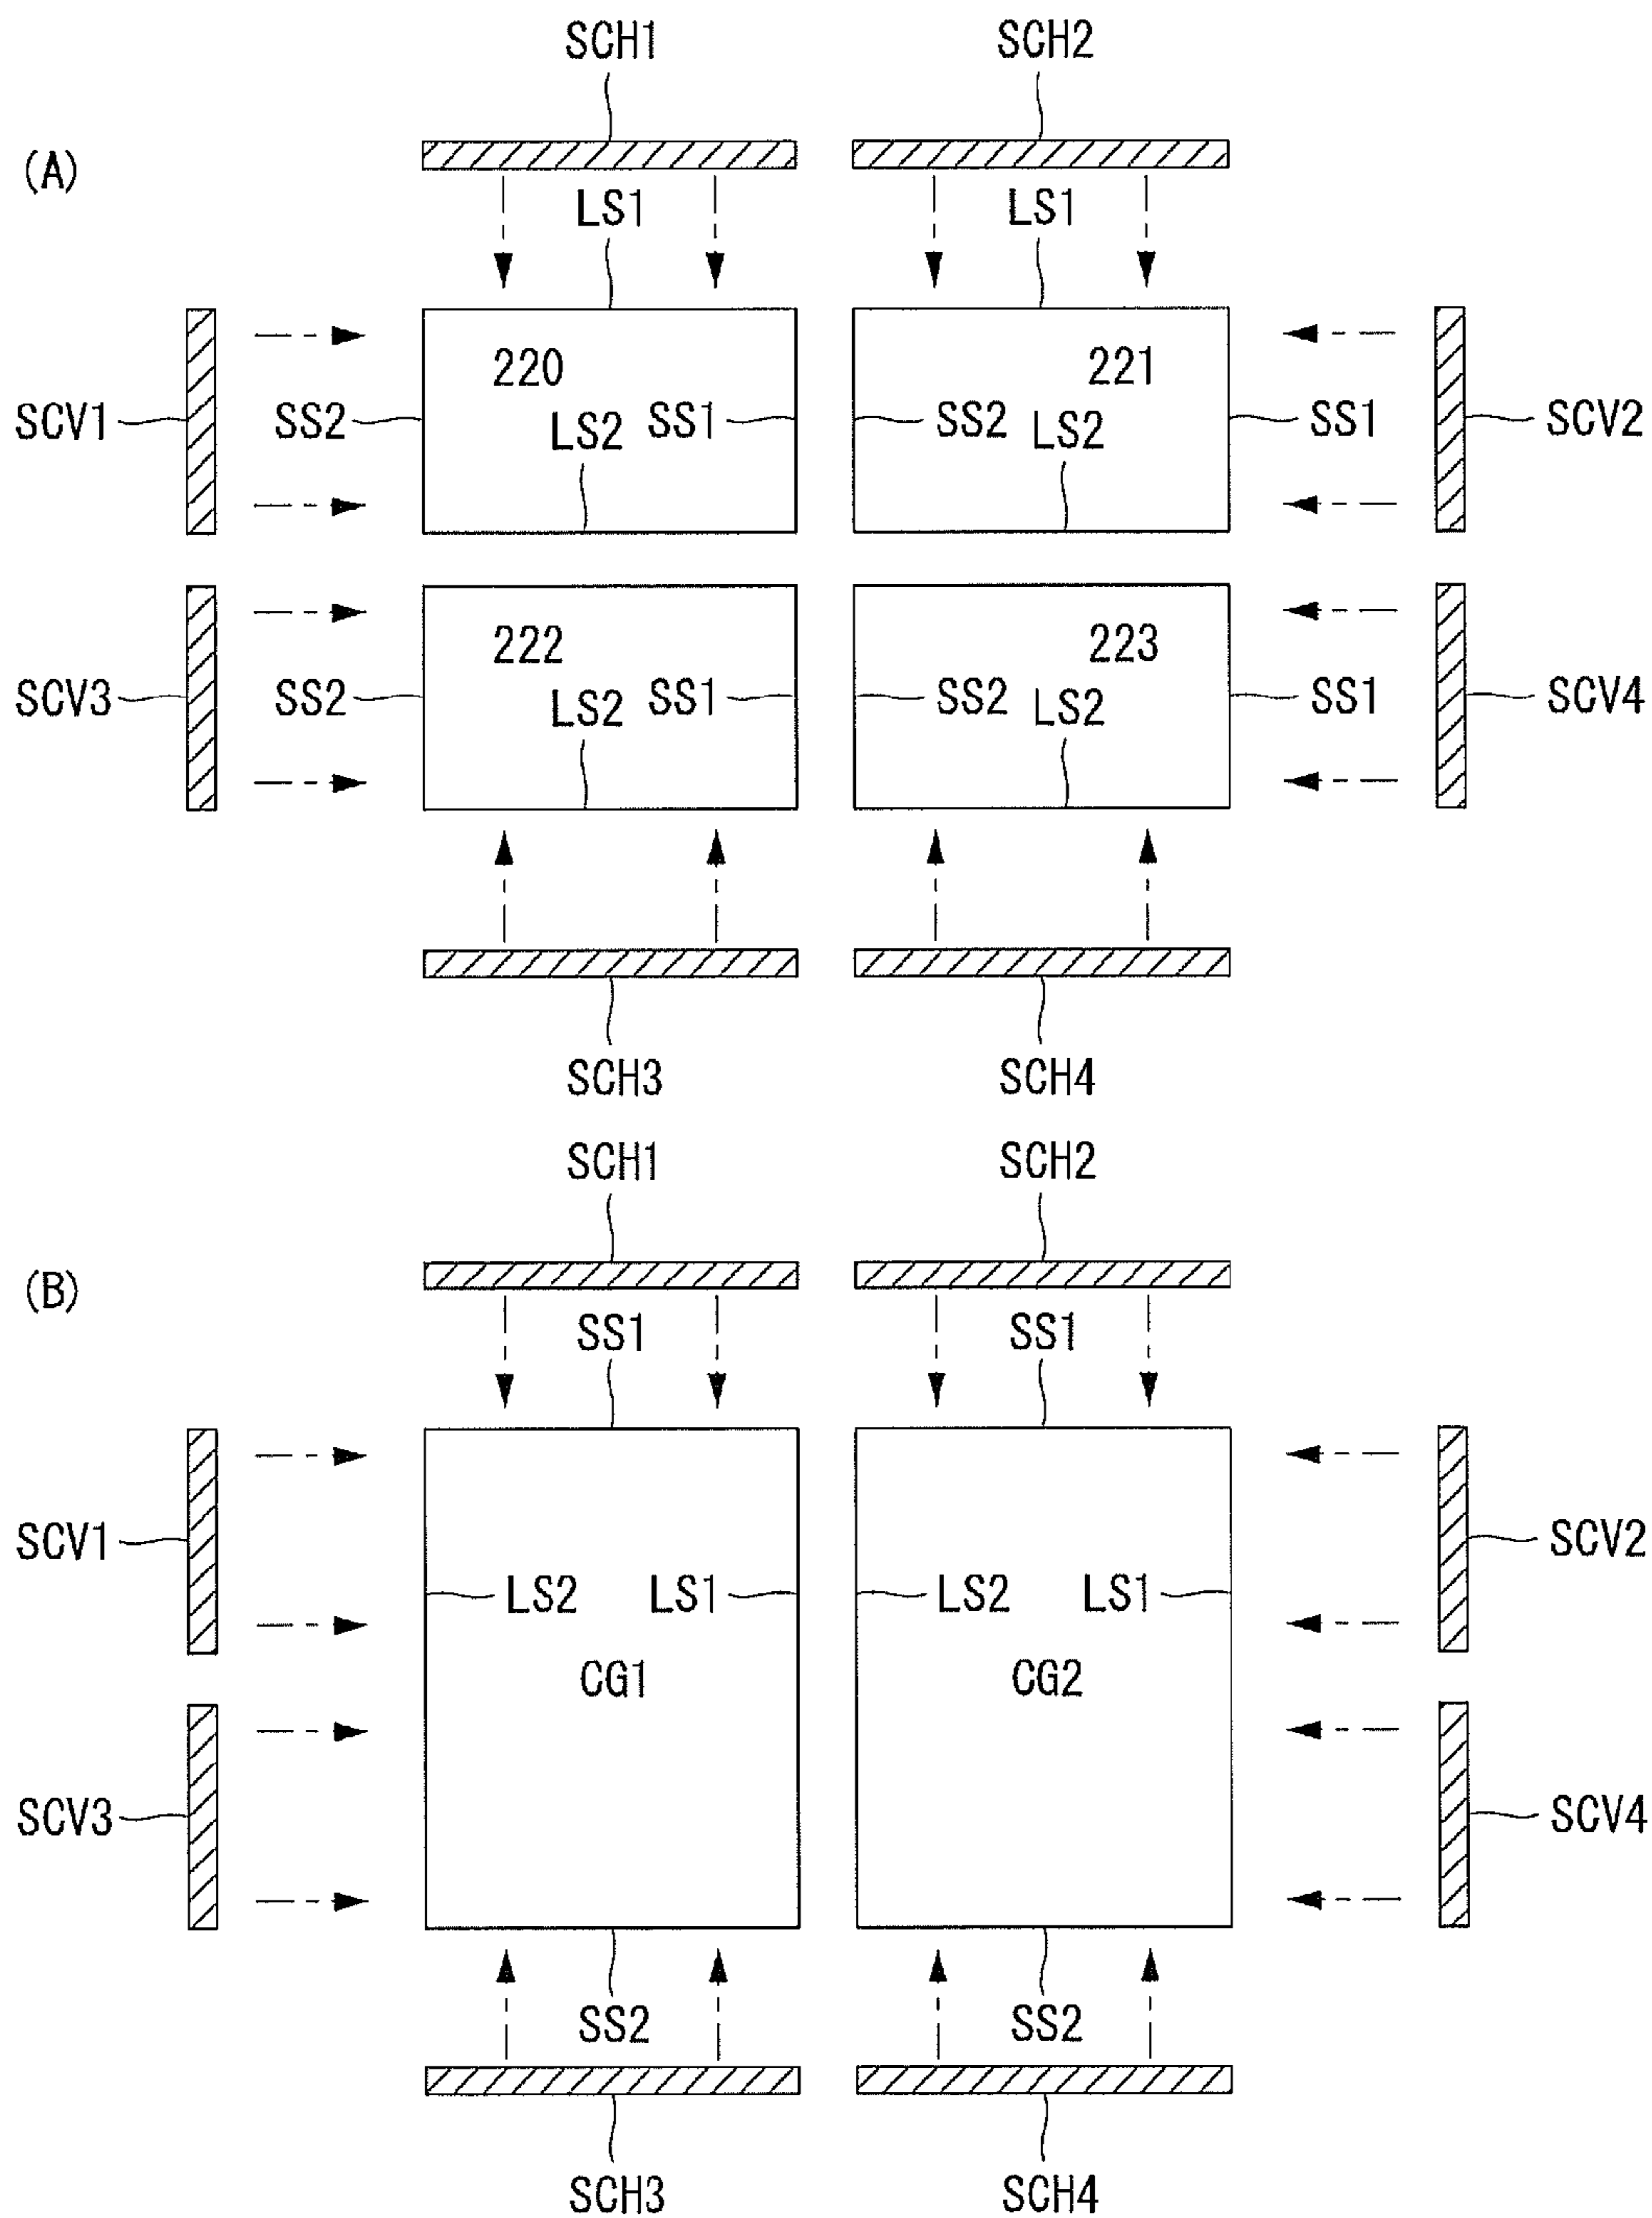 SCH1 SCH2
(A)
LS1 LS1
220 221
SCV1 SS2 LS2 SS1 SS2 LS2 SS1 SCV2
222 223
SCV3 SS2 LS2 SS1 SS2 LS2 SS1 SCV4
SCH3 SCH4
SCH1 SCH2
(B)
SS1 SS1
SCV1 SCV2
LS2 LS1 LS2 LS1
CG1 CG2
SCV3 SCV4
SS2 SS2
SCH3 SCH4